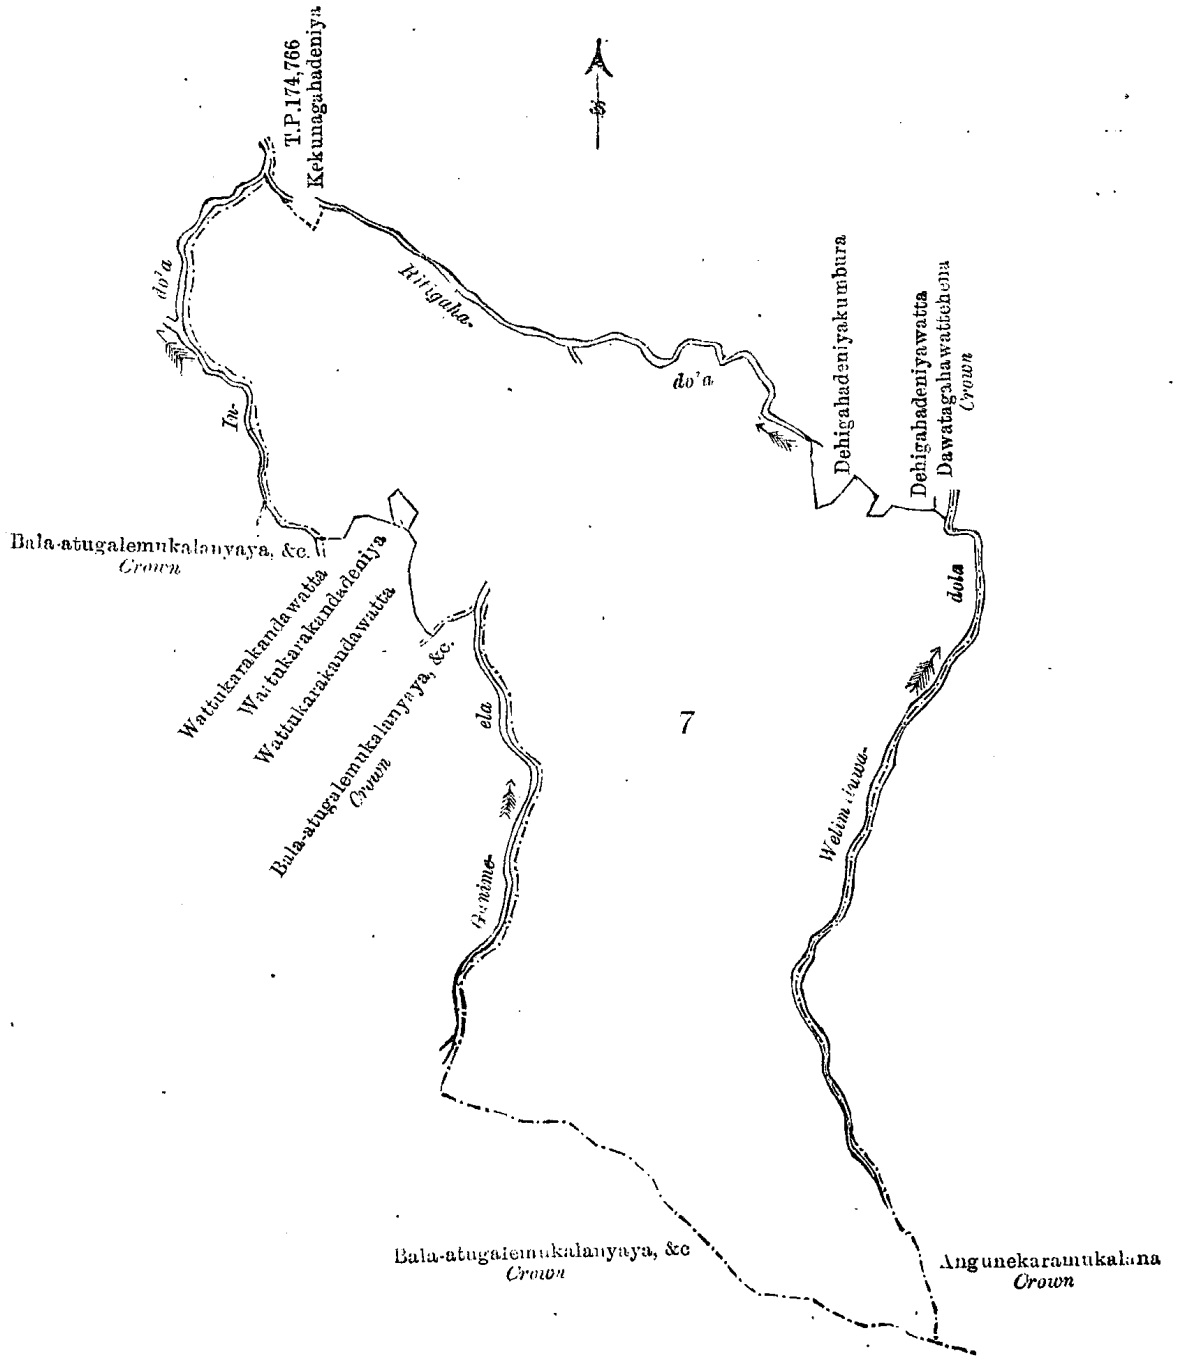 T.P.174,766
Kekunagahadeniya
do'a
Ritigaha-
do'a
Dehigahadeniyakumbura
Dehigahadeniyawatta
Dawatagahawattehena
Crown
In-
Bala-atugalemukalanyaya, &c.
Crown
Wattukarakandawatta
Wattukarakandadeniya
Wattukarakandawatta
Bala-atugalemukalanyaya, &c.
Crown
ela
7
dola
Bala-atugalemukalanyaya, &c
Crown
Angunekaramukalana
Crown